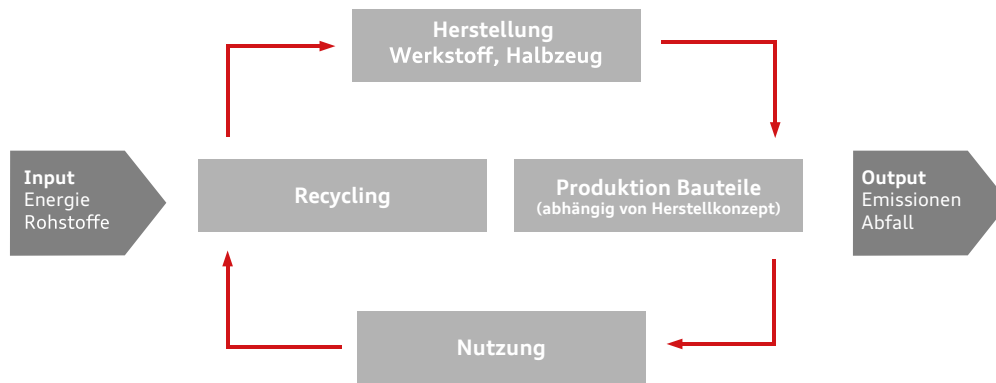 Herstellung
Werkstoff, Halbzeug
Input
Energie
Rohstoffe
Recycling
Produktion Bauteile
(abhängig von Herstellkonzept)
Output
Emissionen
Abfall
Nutzung